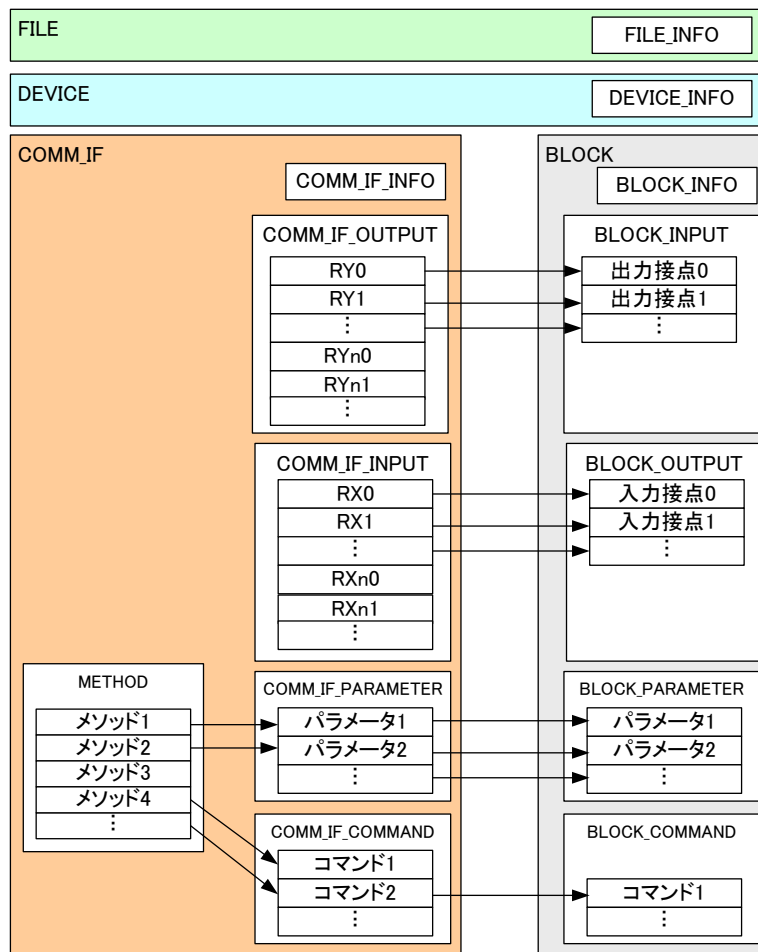 FILE
FILE_INFO
DEVICE
DEVICE_INFO
COMM_IF
COMM_IF_INFO
COMM_IF_OUTPUT
RY0
RY1
⋮
RYn0
RYn1
⋮
COMM_IF_INPUT
RX0
RX1
⋮
RXn0
RXn1
⋮
METHOD
メソッド1
メソッド2
メソッド3
メソッド4
⋮
COMM_IF_PARAMETER
パラメータ1
パラメータ2
⋮
COMM_IF_COMMAND
コマンド1
コマンド2
⋮
BLOCK
BLOCK_INFO
BLOCK_INPUT
出力接点0
出力接点1
⋮
BLOCK_OUTPUT
入力接点0
入力接点1
⋮
BLOCK_PARAMETER
パラメータ1
パラメータ2
⋮
BLOCK_COMMAND
コマンド1
⋮